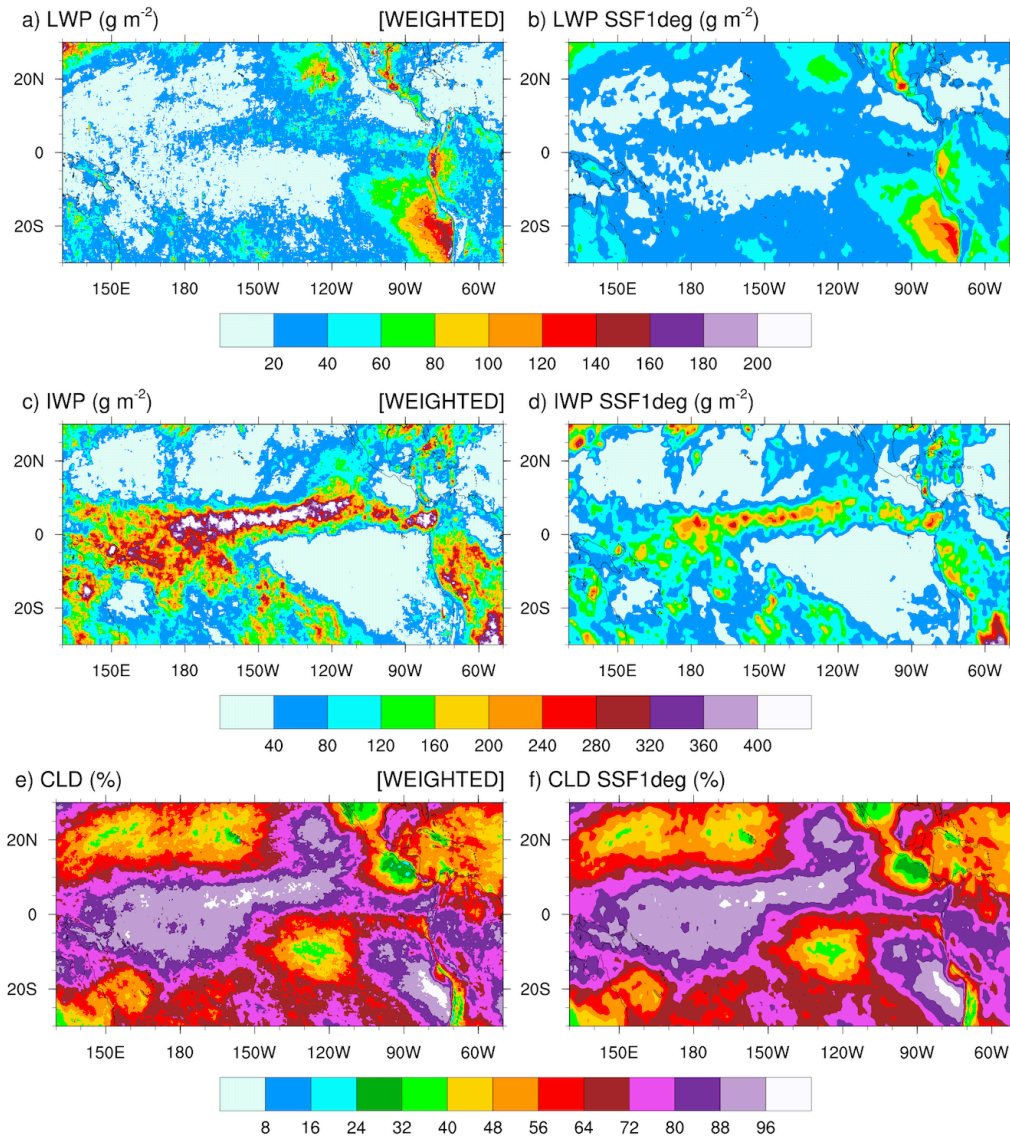 a) LWP (g m-2) [WEIGHTED] b) LWP SSF1deg (g m-2)
20N 20N
0 0
20S 20S
150E 180 150W 120W 90W 60W 150E 180 150W 120W 90W 60W
20 40 60 80 100 120 140 160 180 200
c) IWP (g m-2) [WEIGHTED] d) IWP SSF1deg (g m-2)
20N 20N
0 0
20S 20S
150E 180 150W 120W 90W 60W 150E 180 150W 120W 90W 60W
40 80 120 160 200 240 280 320 360 400
e) CLD (%) [WEIGHTED] f) CLD SSF1deg (%)
20N 20N
0 0
20S 20S
150E 180 150W 120W 90W 60W 150E 180 150W 120W 90W 60W
8 16 24 32 40 48 56 64 72 80 88 96